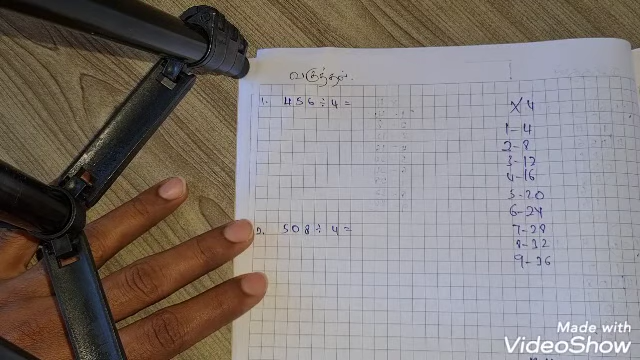 வகுத்தல்.
1. 456 ÷ 4 =
2. 508 ÷ 4 =
× 4
1-4
2-8
3-12
4-16
5-20
6-24
7-28
8-32
9-36
Made with
VideoShow